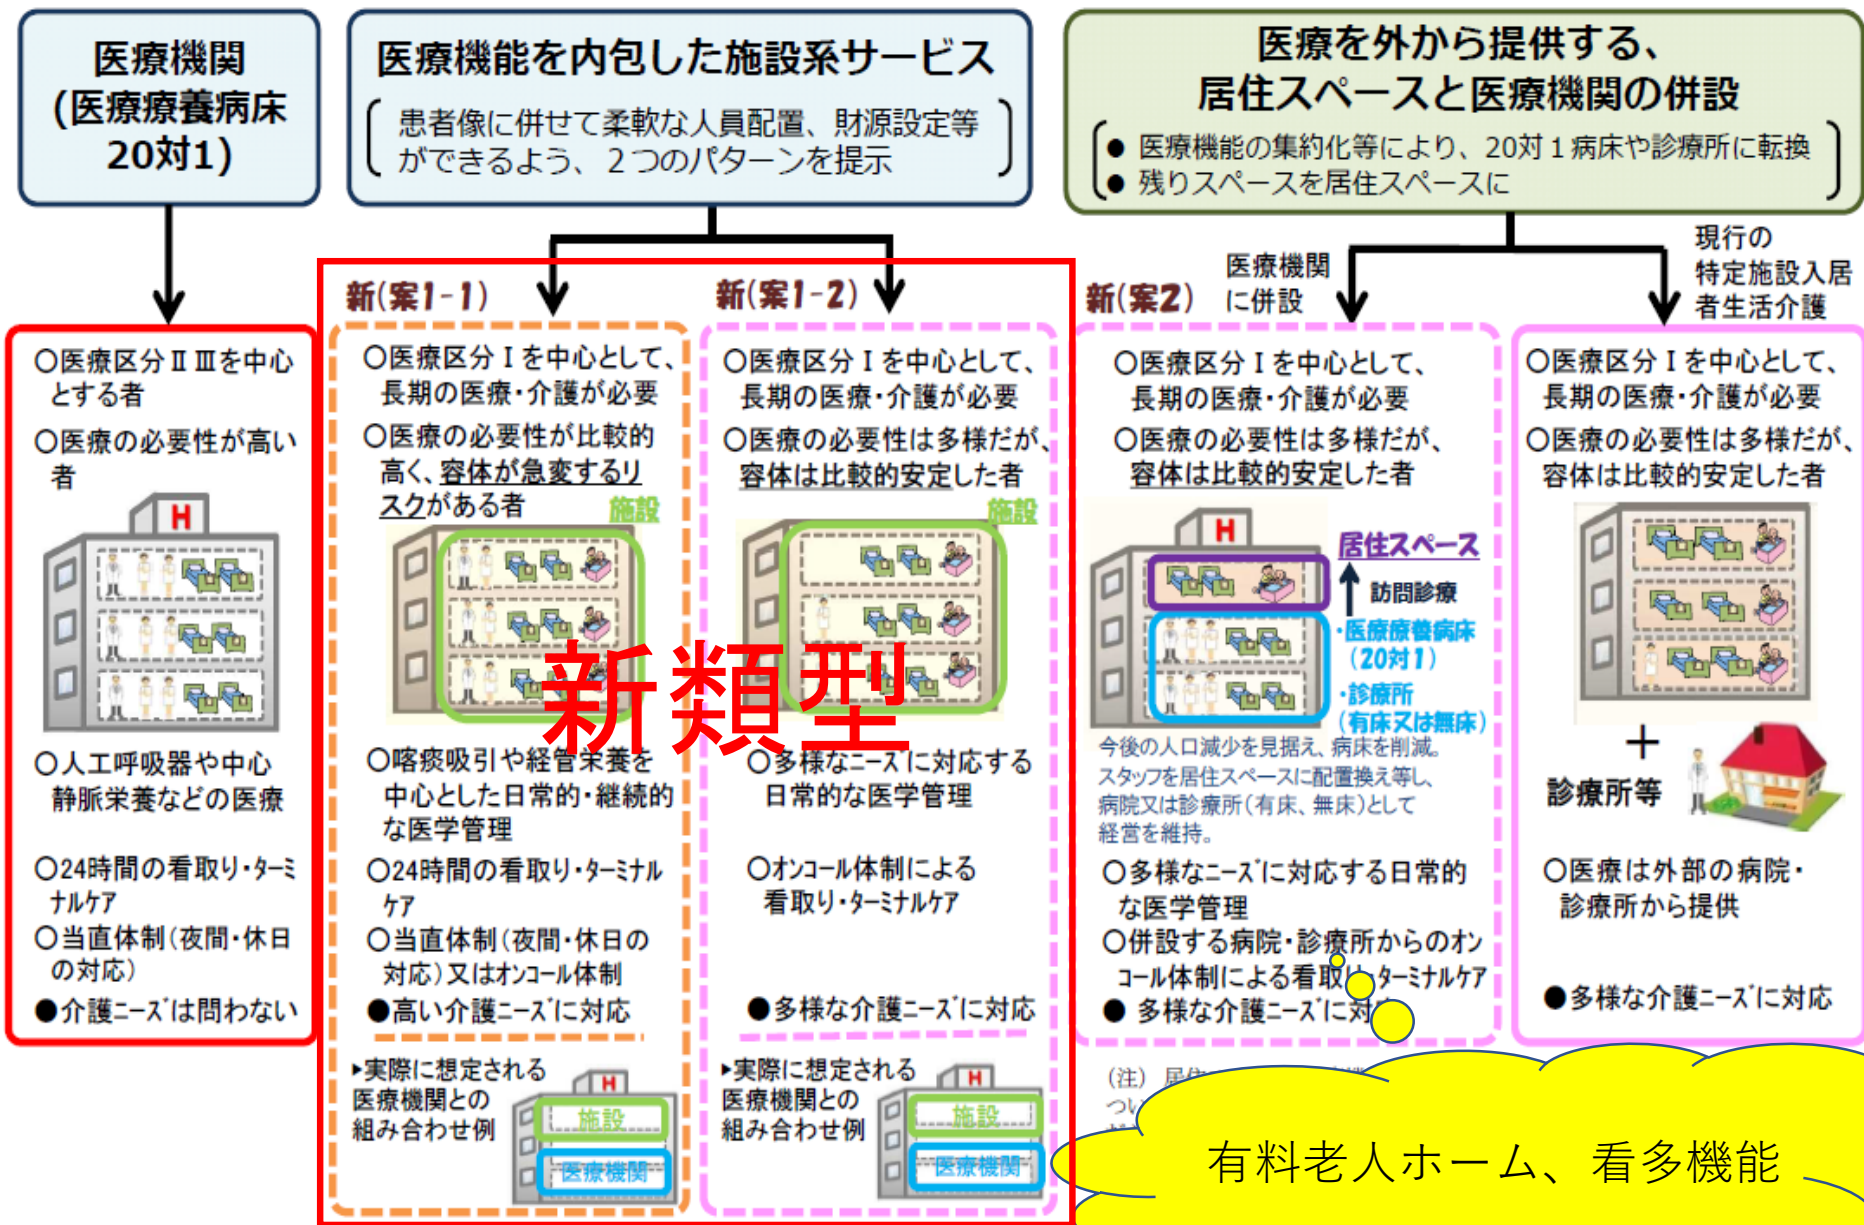 医療機関
(医療療養病床
20対1)
医療機能を内包した施設系サービス
患者像に併せて柔軟な人員配置、財源設定等
ができるよう、２つのパターンを提示
医療を外から提供する、
居住スペースと医療機関の併設
● 医療機能の集約化等により、20対１病床や診療所に転換
● 残りスペースを居住スペースに
○医療区分ⅡⅢを中心
とする者
○医療の必要性が高い
者
H
○人工呼吸器や中心
静脈栄養などの医療
○24時間の看取り・ターミ
ナルケア
○当直体制(夜間・休日
の対応)
●介護ニーズは問わない
新(案1-1)
○医療区分Ⅰを中心として、
長期の医療・介護が必要
○医療の必要性が比較的
高く、容体が急変するリ
スクがある者
施設
○喀痰吸引や経管栄養を
中心とした日常的・継続的
な医学管理
○24時間の看取り・ターミナル
ケア
○当直体制(夜間・休日の
対応)又はオンコール体制
●高い介護ニーズに対応
▶実際に想定される
医療機関との
組み合わせ例
H
施設
医療機関
新(案1-2)
○医療区分Ⅰを中心として、
長期の医療・介護が必要
○医療の必要性は多様だが、
容体は比較的安定した者
施設
新類型
○多様なニーズに対応する
日常的な医学管理
○オンコール体制による
看取り・ターミナルケア
●多様な介護ニーズに対応
▶実際に想定される
医療機関との
組み合わせ例
H
施設
医療機関
新(案2)
医療機関
に併設
○医療区分Ⅰを中心として、
長期の医療・介護が必要
○医療の必要性は多様だが、
容体は比較的安定した者
H
居住スペース
訪問診療
・医療療養病床
(20対1)
・診療所
(有床又は無床)
今後の人口減少を見据え、病床を削減。
スタッフを居住スペースに配置換え等し、
病院又は診療所(有床、無床)として
経営を維持。
○多様なニーズに対応する日常的
な医学管理
○併設する病院・診療所からのオン
コール体制による看取り・ターミナルケア
● 多様な介護ニーズに対
(注)
つい
現行の
特定施設入居
者生活介護
○医療区分Ⅰを中心として、
長期の医療・介護が必要
○医療の必要性は多様だが、
容体は比較的安定した者
＋
診療所等
○医療は外部の病院・
診療所から提供
●多様な介護ニーズに対応
有料老人ホーム、看多機能